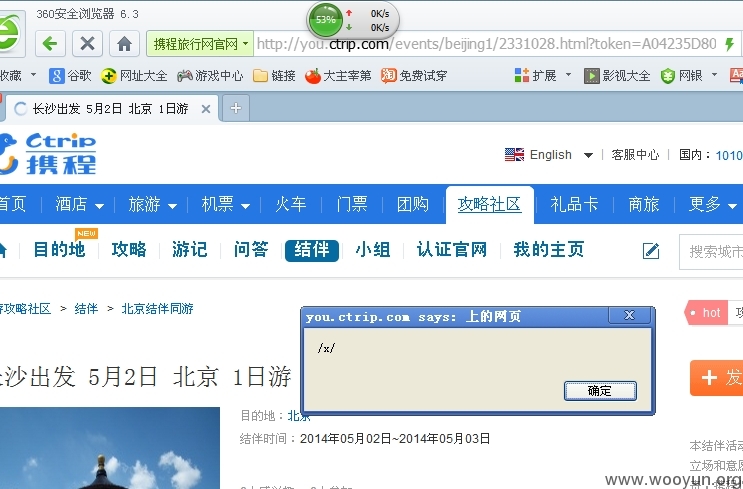 360安全浏览器 6.3
53% 0K/s
0K/s
携程旅行网官网 http://you.ctrip.com/events/beijing1/2331028.html?token=A04235D80
收藏 谷歌 网址大全 游戏中心 链接 大主宰第 免费试穿 扩展 影视大全 网银
长沙出发 5月2日 北京 1日游
Ctrip
携程
English 客服中心 国内: 1010
首页 酒店 旅游 机票 火车 门票 团购 攻略社区 礼品卡 商旅 更多
NEW
目的地 攻略 游记 问答 结伴 小组 认证官网 我的主页 搜索城市
游攻略社区 > 结伴 > 北京结伴同游
you.ctrip.com says: 上的网页
hot
/x/
确定
长沙出发 5月2日 北京 1日游
发
目的地：北京
结伴时间：2014年05月02日~2014年05月03日
本结伴活动
立场和意愿
www.wooyun.org